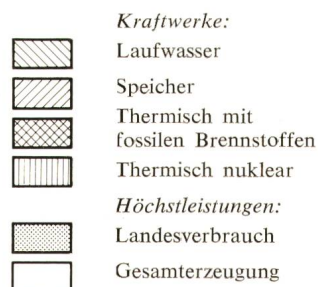 Kraftwerke:
Laufwasser
Speicher
Thermisch mit
fossilen Brennstoffen
Thermisch nuklear
Höchstleistungen:
Landesverbrauch
Gesamterzeugung